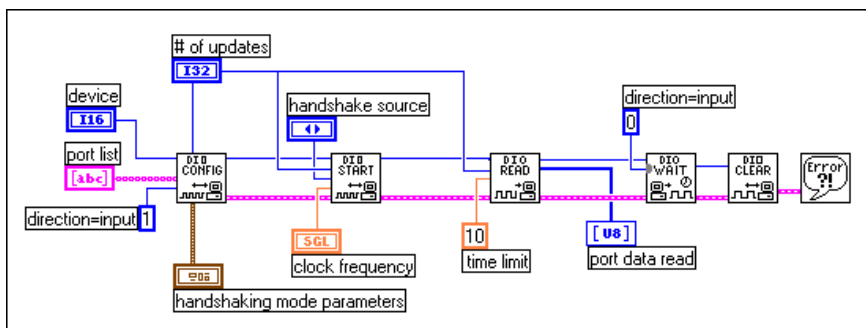 # of updates
I32
device
I16
handshake source
direction=input
0
port list
[abc]
DIO
CONFIG
DIO
START
DIO
READ
DIO
WAIT
DIO
CLEAR
Error
?!
direction=input 1
SGL
10
[U8]
clock frequency
time limit
port data read
handshaking mode parameters